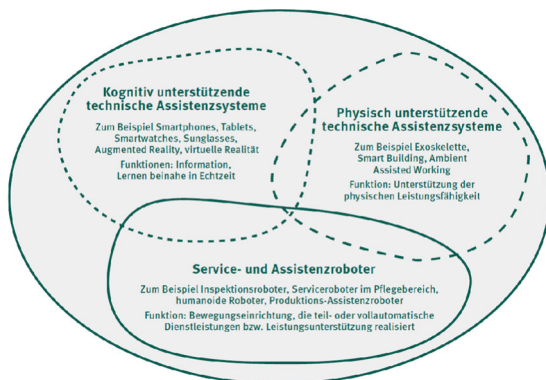 Kognitiv unterstützende
technische Assistenzsysteme
Zum Beispiel Smartphones, Tablets,
Smartwatches, Sunglasses,
Augmented Reality, virtuelle Realität
Funktionen: Information,
Lernen beinahe in Echtzeit
Physisch unterstützende
technische Assistenzsysteme
Zum Beispiel Exoskelette,
Smart Building, Ambient
Assisted Working
Funktion: Unterstützung der
physischen Leistungsfähigkeit
Service- und Assistenzroboter
Zum Beispiel Inspektionsroboter, Serviceroboter im Pflegebereich,
humanoide Roboter, Produktions-Assistenzroboter
Funktion: Bewegungseinrichtung, die teil- oder vollautomatische
Dienstleistungen bzw. Leistungsunterstützung realisiert